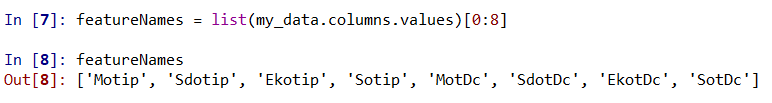 In [7]: featureNames = list(my_data.columns.values)[0:8]
In [8]: featureNames
Out[8]: ['Motip', 'Sdotip', 'Ekotip', 'Sotip', 'MotDc', 'SdotDc', 'EkotDc', 'SotDc']